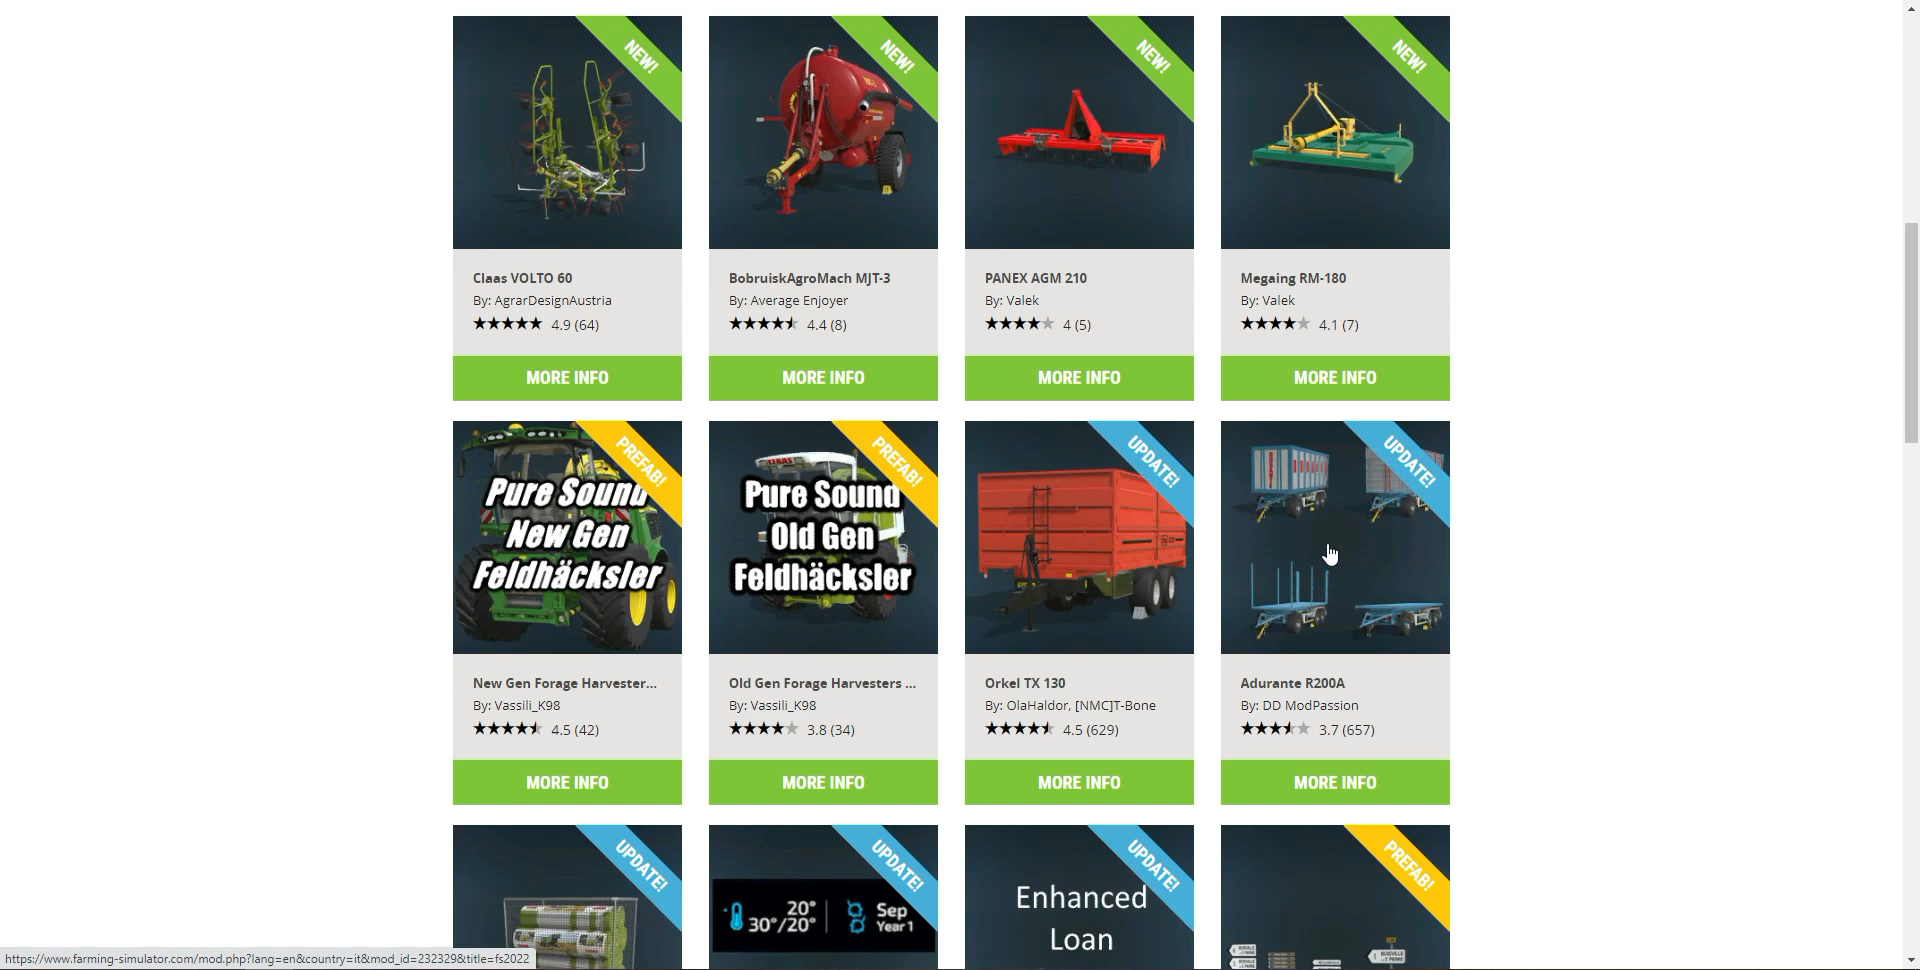 NEW!
NEW!
NEW!
NEW!
Claas VOLTO 60
By: AgrarDesignAustria
4.9 (64)
MORE INFO
BobruiskAgroMach MJT-3
By: Average Enjoyer
4.4 (8)
MORE INFO
PANEX AGM 210
By: Valek
4 (5)
MORE INFO
Megaing RM-180
By: Valek
4.1 (7)
MORE INFO
PREFAB!
Pure Sound
New Gen
Feldhäcksler
New Gen Forage Harvester...
By: Vassili_K98
4.5 (42)
MORE INFO
PREFAB!
CLAAS
Pure Sound
Old Gen
Feldhäcksler
Old Gen Forage Harvesters ...
By: Vassili_K98
3.8 (34)
MORE INFO
UPDATE!
Orkel TX 130
By: OlaHaldor, [NMC]T-Bone
4.5 (629)
MORE INFO
UPDATE!
Adurante R200A
By: DD ModPassion
3.7 (657)
MORE INFO
UPDATE!
UPDATE!
20°
30°/20°
Sep
Year1
UPDATE!
Enhanced
Loan
PREFAB!
https://www.farming-simulator.com/mod.php?lang=en&country=it&mod_id=232329&title=fs2022